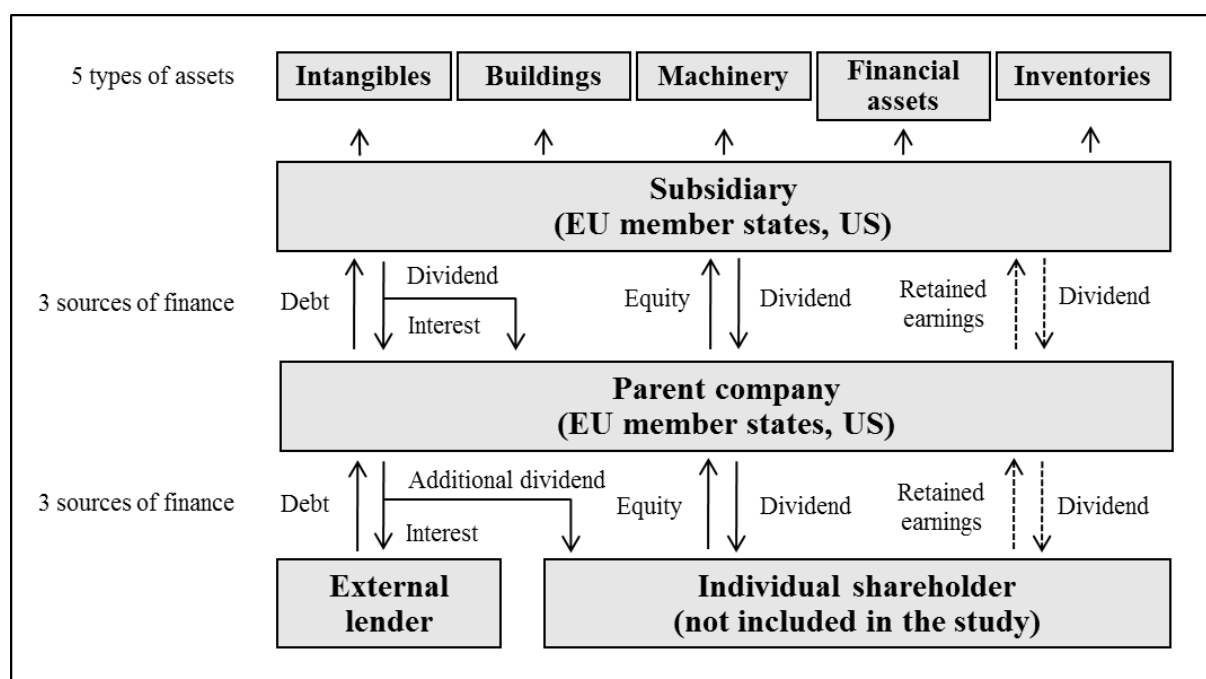 5 types of assets
Intangibles
Buildings
Machinery
Financial
assets
Inventories
Subsidiary
(EU member states, US)
3 sources of finance
Debt
Dividend
Interest
Equity
Dividend
Retained
earnings
Dividend
Parent company
(EU member states, US)
3 sources of finance
Debt
Additional dividend
Interest
Equity
Dividend
Retained
earnings
Dividend
External
lender
Individual shareholder
(not included in the study)